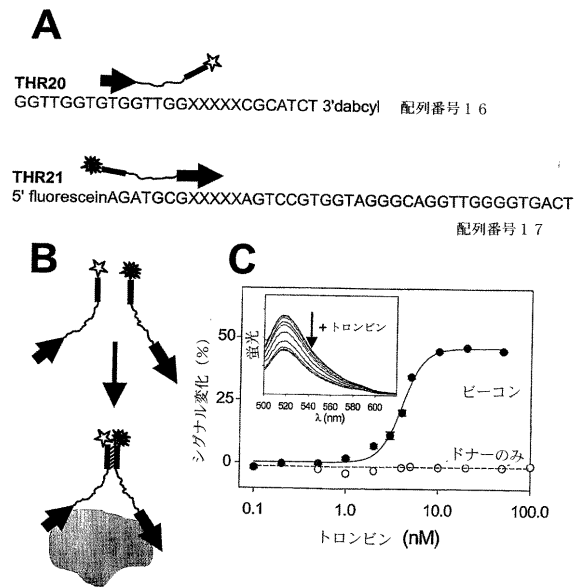 A
THR20
GGTTGGTGTGGTTGGXXXXXCGCATCT 3'dabcyl 配列番号１６
THR21
5' fluoresceinAGATGCGXXXXXAGTCCGTGGTAGGGCAGGTTGGGGTGACT
配列番号１７
B
C
シグナル変化 (%)
50
25
0
蛍光
+ トロンビン
500 520 540 560 580 600
λ (nm)
ビーコン
ドナーのみ
0.1 1.0 10.0 100.0
トロンビン (nM)